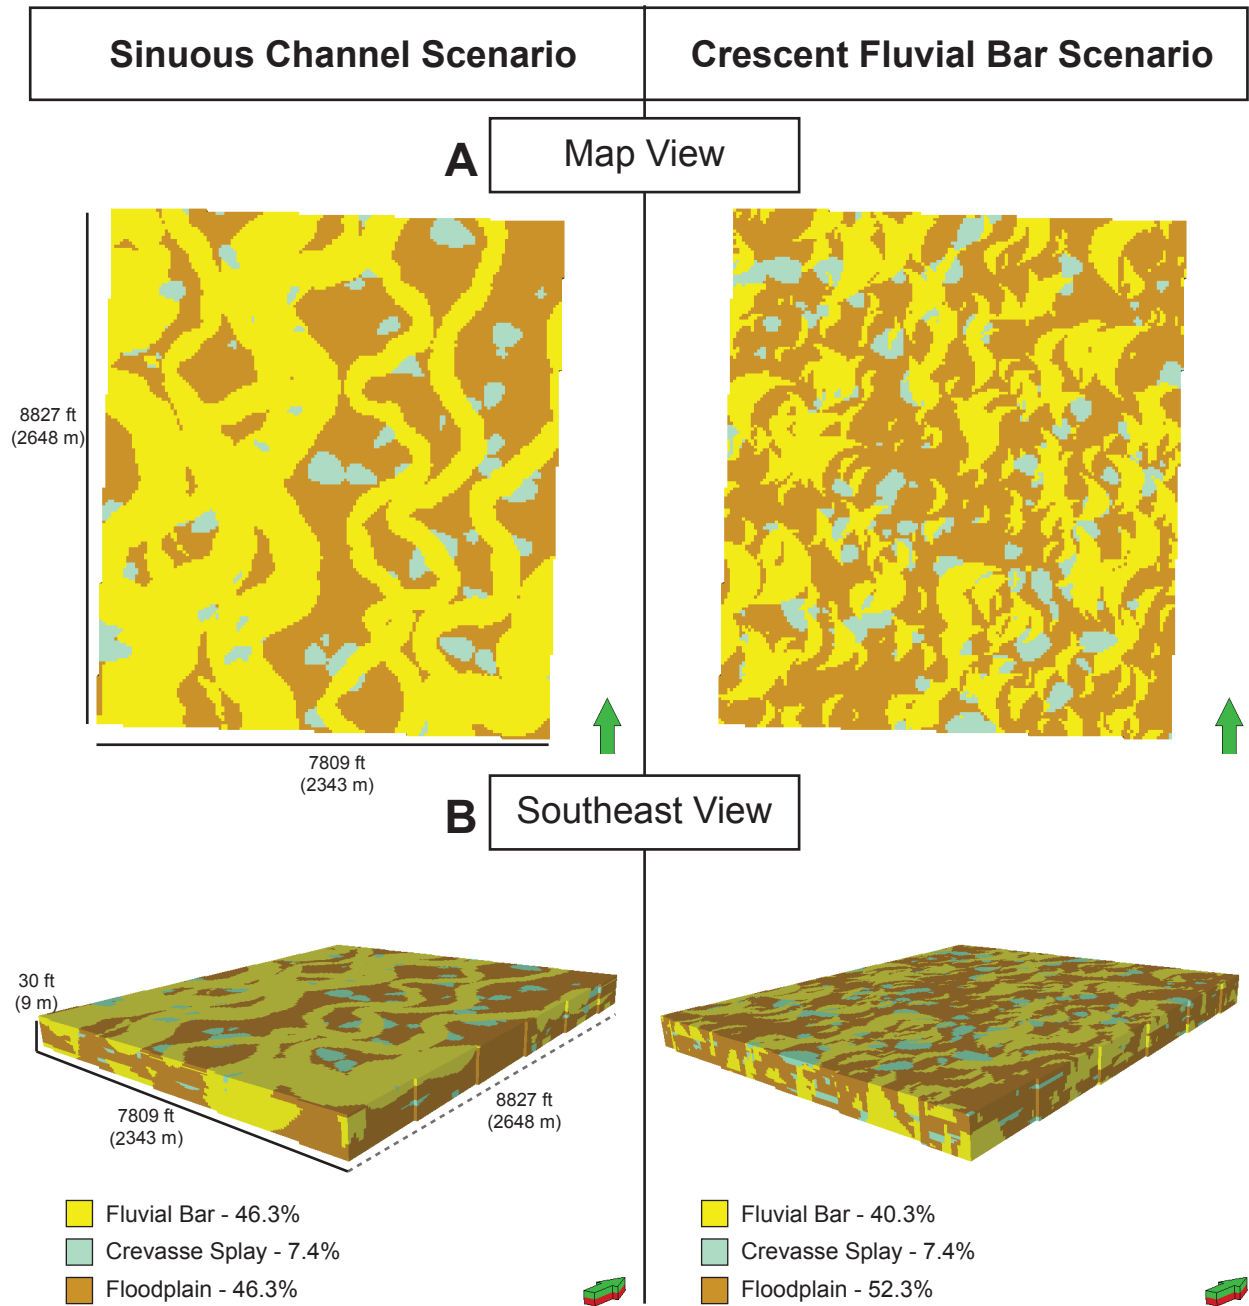 Sinuous Channel Scenario
Crescent Fluvial Bar Scenario
A
Map View
8827 ft
(2648 m)
7809 ft
(2343 m)
B
Southeast View
30 ft
(9 m)
7809 ft
(2343 m)
8827 ft
(2648 m)
Fluvial Bar - 46.3%
Crevasse Splay - 7.4%
Floodplain - 46.3%
Fluvial Bar - 40.3%
Crevasse Splay - 7.4%
Floodplain - 52.3%